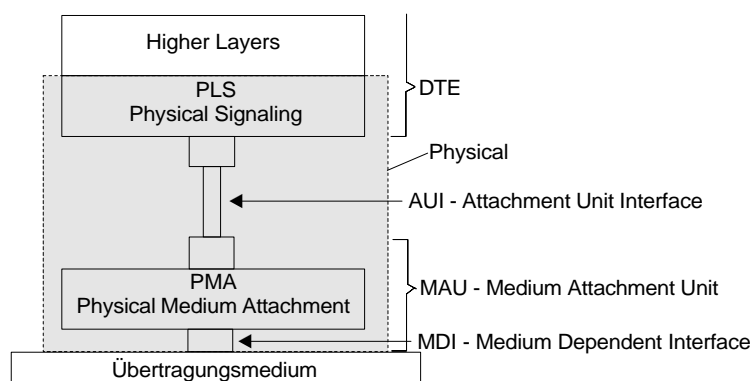 Higher Layers
PLS
Physical Signaling
DTE
Physical
AUI - Attachment Unit Interface
PMA
Physical Medium Attachment
MAU - Medium Attachment Unit
MDI - Medium Dependent Interface
Übertragungsmedium